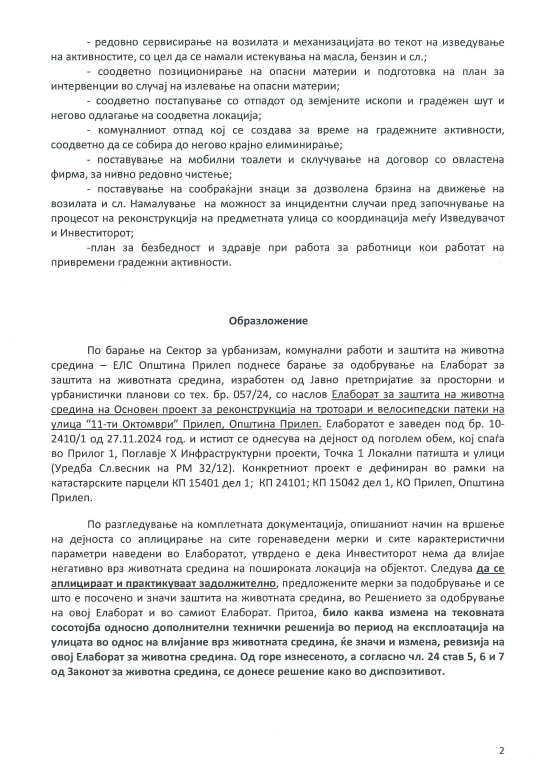 - редовно сервисирање на возилата и механизацијата во текот на изведување
на активностите, со цел да се намали истекувања на масла, бензин и сл.;
- соодветно позиционирање на опасни материи и подготовка на план за
интервенции во случај на излевање на опасни материи;
- соодветно постапување со отпадот од земјените ископи и градежен шут и
негово одлагање на соодветна локација;
- комуналниот отпад кој се создава за време на градежните активности,
соодветно да се собира до негово крајно елиминирање;
- поставување на мобилни тоалети и склучување на договор со овластена
фирма, за нивно редовно чистење;
- поставување на сообраќајни знаци за дозволена брзина на движење на
возилата и сл. Намалување на можност за инцидентни случаи пред започнување на
процесот на реконструкција на предметната улица со координација меѓу Изведувачот
и Инвеститорот;
-план за безбедност и здравје при работа за работници кои работат на
привремени градежни активности.
Образложение
По барање на Сектор за урбанизам, комунални работи и заштита на животна
средина – ЕЛС Општина Прилеп поднесе барање за одобрување на Елаборат за
заштита на животната средина, изработен од Јавно претпријатие за просторни и
урбанистички планови со тех. бр. 057/24, со наслов Елаборат за заштита на животна
средина на Основен проект за реконструкција на тротоари и велосипедски патеки на
улица “11-ти Октомври” Прилеп, Општина Прилеп. Елаборатот е заведен под бр. 10-
2410/1 од 27.11.2024 год. и истиот се однесува на дејност од поголем обем, кој спаѓа
во Прилог 1, Поглавје X Инфраструктурни проекти, Точка 1 Локални патишта и улици
(Уредба Сл.весник на РМ 32/12). Конкретниот проект е дефиниран во рамки на
катастарските парцели КП 15401 дел 1; КП 24101; КП 15042 дел 1, КО Прилеп, Општина
Прилеп.
По разгледување на комплетната документација, опишаниот начин на вршење
на дејноста со аплицирање на сите горенаведени мерки и сите карактеристични
параметри наведени во Елаборатот, утврдено е дека Инвеститорот нема да влијае
негативно врз животната средина на пошироката локација на објектот. Следува да се
аплицираат и практикуваат задолжително, предложените мерки за подобрување и се
што е посочено и значи заштита на животната средина, во Решението за одобрување
на овој Елаборат и во самиот Елаборат. Притоа, било каква измена на тековната
сосотојба односно дополнителни технички решенија во период на експлоатација на
улицата во однос на влијание врз животната средина, ќе значи и измена, ревизија на
овој Елаборат за животна средина. Од горе изнесеното, а согласно чл. 24 став 5, 6 и 7
од Законот за животна средина, се донесе решение како во диспозитивот.
2